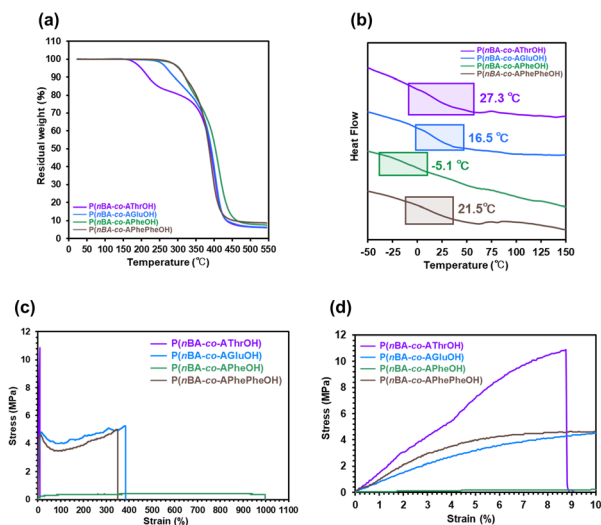 (a)
100
90
80
70
60
50
40
30
20
10
0
Residual weight (%)
P(nBA-co-AThrOH)
P(nBA-co-AGluOH)
P(nBA-co-APheOH)
P(nBA-co-APhePheOH)
0 50 100 150 200 250 300 350 400 450 500 550
Temperature (℃)
(b)
P(nBA-co-AThrOH)
P(nBA-co-AGluOH)
P(nBA-co-APheOH)
P(nBA-co-APhePheOH)
27.3 ℃
16.5 ℃
-5.1 ℃
21.5℃
Heat Flow
-50 -25 0 25 50 75 100 125 150
Temperature (℃)
(c)
12
10
8
6
4
2
0
Stress (MPa)
P(nBA-co-AThrOH)
P(nBA-co-AGluOH)
P(nBA-co-APheOH)
P(nBA-co-APhePheOH)
0 100 200 300 400 500 600 700 800 900 1000 1100
Strain (%)
(d)
12
10
8
6
4
2
0
Stress (MPa)
P(nBA-co-AThrOH)
P(nBA-co-AGluOH)
P(nBA-co-APhePheOH)
P(nBA-co-APheOH)
0 1 2 3 4 5 6 7 8 9 10
Strain (%)